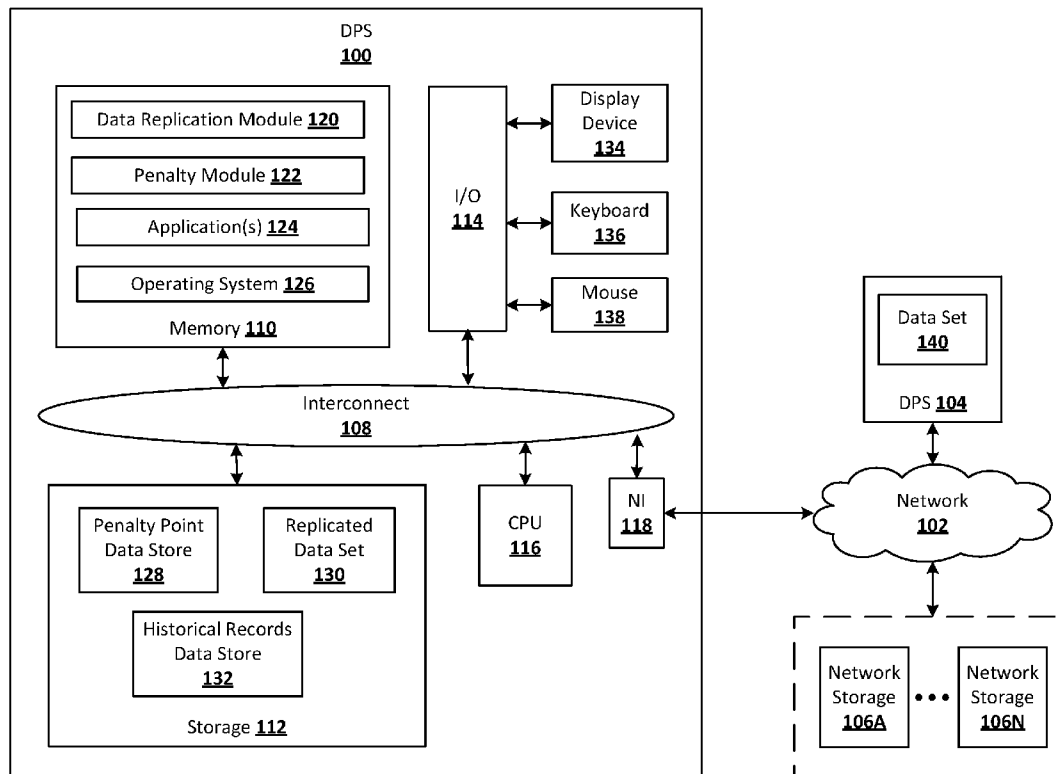 DPS
100
Data Replication Module 120
Penalty Module 122
Application(s) 124
Operating System 126
Memory 110
I/O
114
Display
Device
134
Keyboard
136
Mouse
138
Interconnect
108
Penalty Point
Data Store
128
Replicated
Data Set
130
Historical Records
Data Store
132
Storage 112
CPU
116
NI
118
Data Set
140
DPS 104
Network
102
Network
Storage
106A
•••
Network
Storage
106N